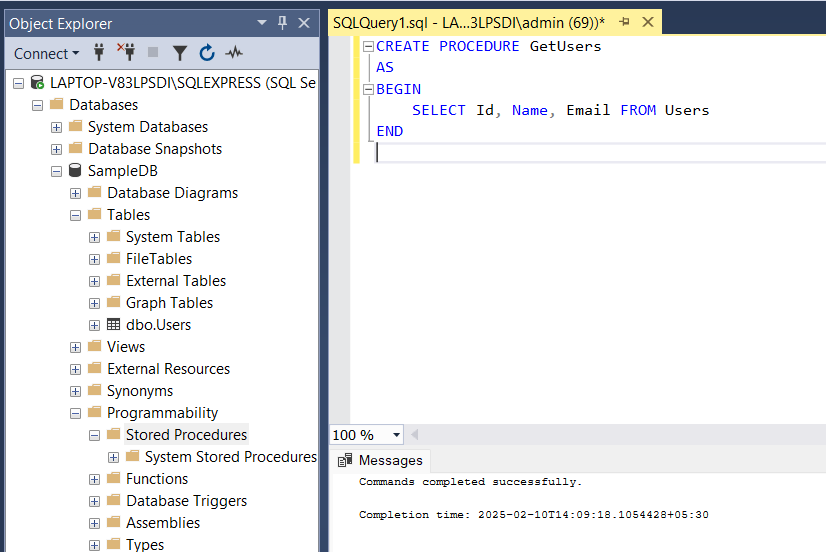 Object Explorer
Connect
LAPTOP-V83LPSDI\SQLEXPRESS (SQL Se
Databases
System Databases
Database Snapshots
SampleDB
Database Diagrams
Tables
System Tables
FileTables
External Tables
Graph Tables
dbo.Users
Views
External Resources
Synonyms
Programmability
Stored Procedures
System Stored Procedures
Functions
Database Triggers
Assemblies
Types
SQLQuery1.sql - LA...3LPSDI\admin (69))*
CREATE PROCEDURE GetUsers
AS
BEGIN
SELECT Id, Name, Email FROM Users
END
100 %
Messages
Commands completed successfully.
Completion time: 2025-02-10T14:09:18.1054428+05:30